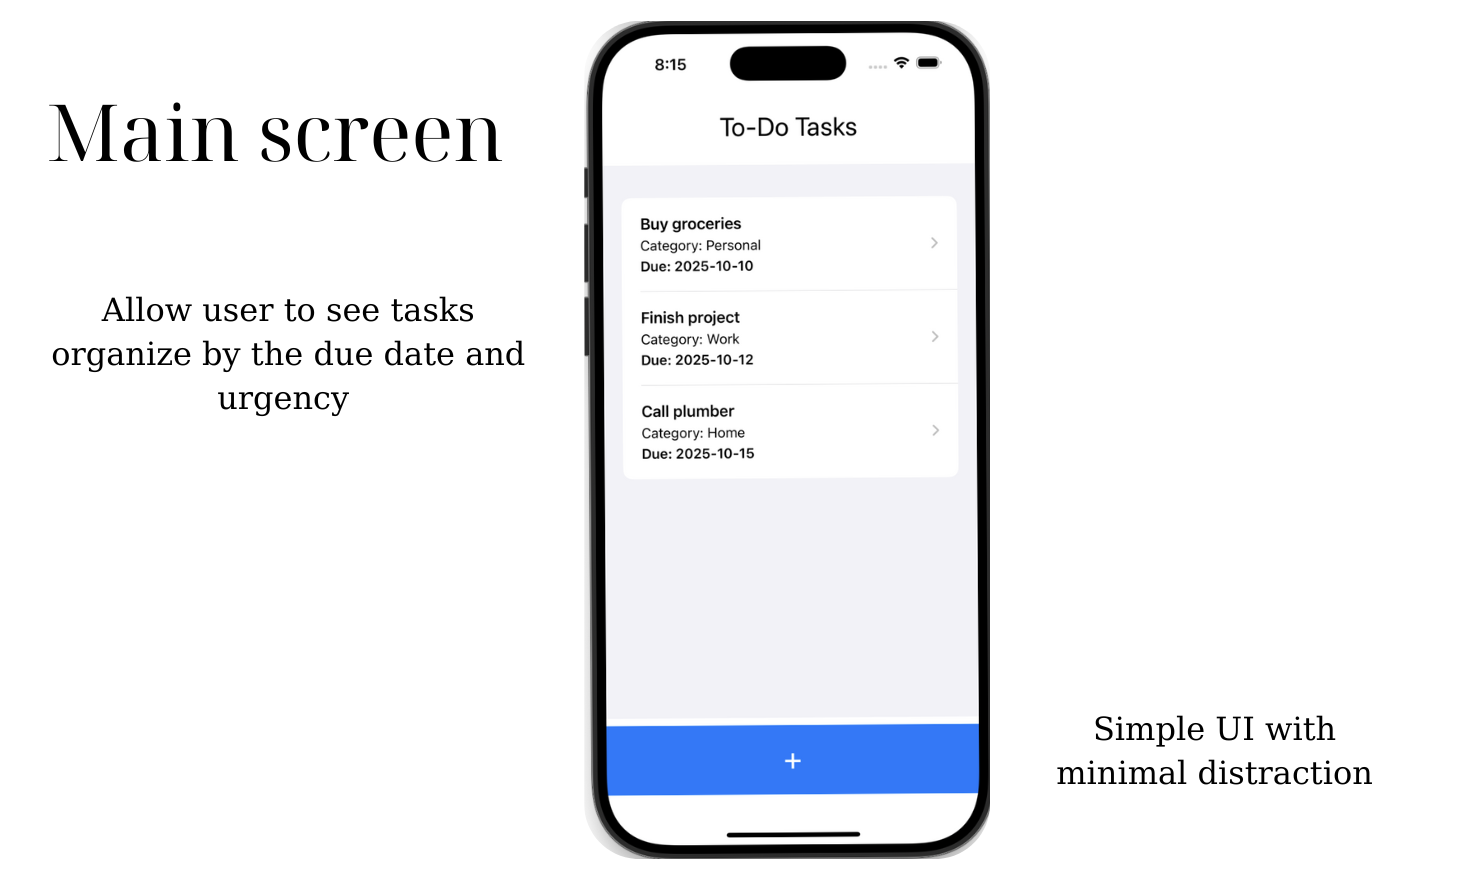 Main screen
Allow user to see tasks
organize by the due date and
urgency
8:15
To-Do Tasks
Buy groceries
Category: Personal
Due: 2025-10-10
Finish project
Category: Work
Due: 2025-10-12
Call plumber
Category: Home
Due: 2025-10-15
+
Simple UI with
minimal distraction